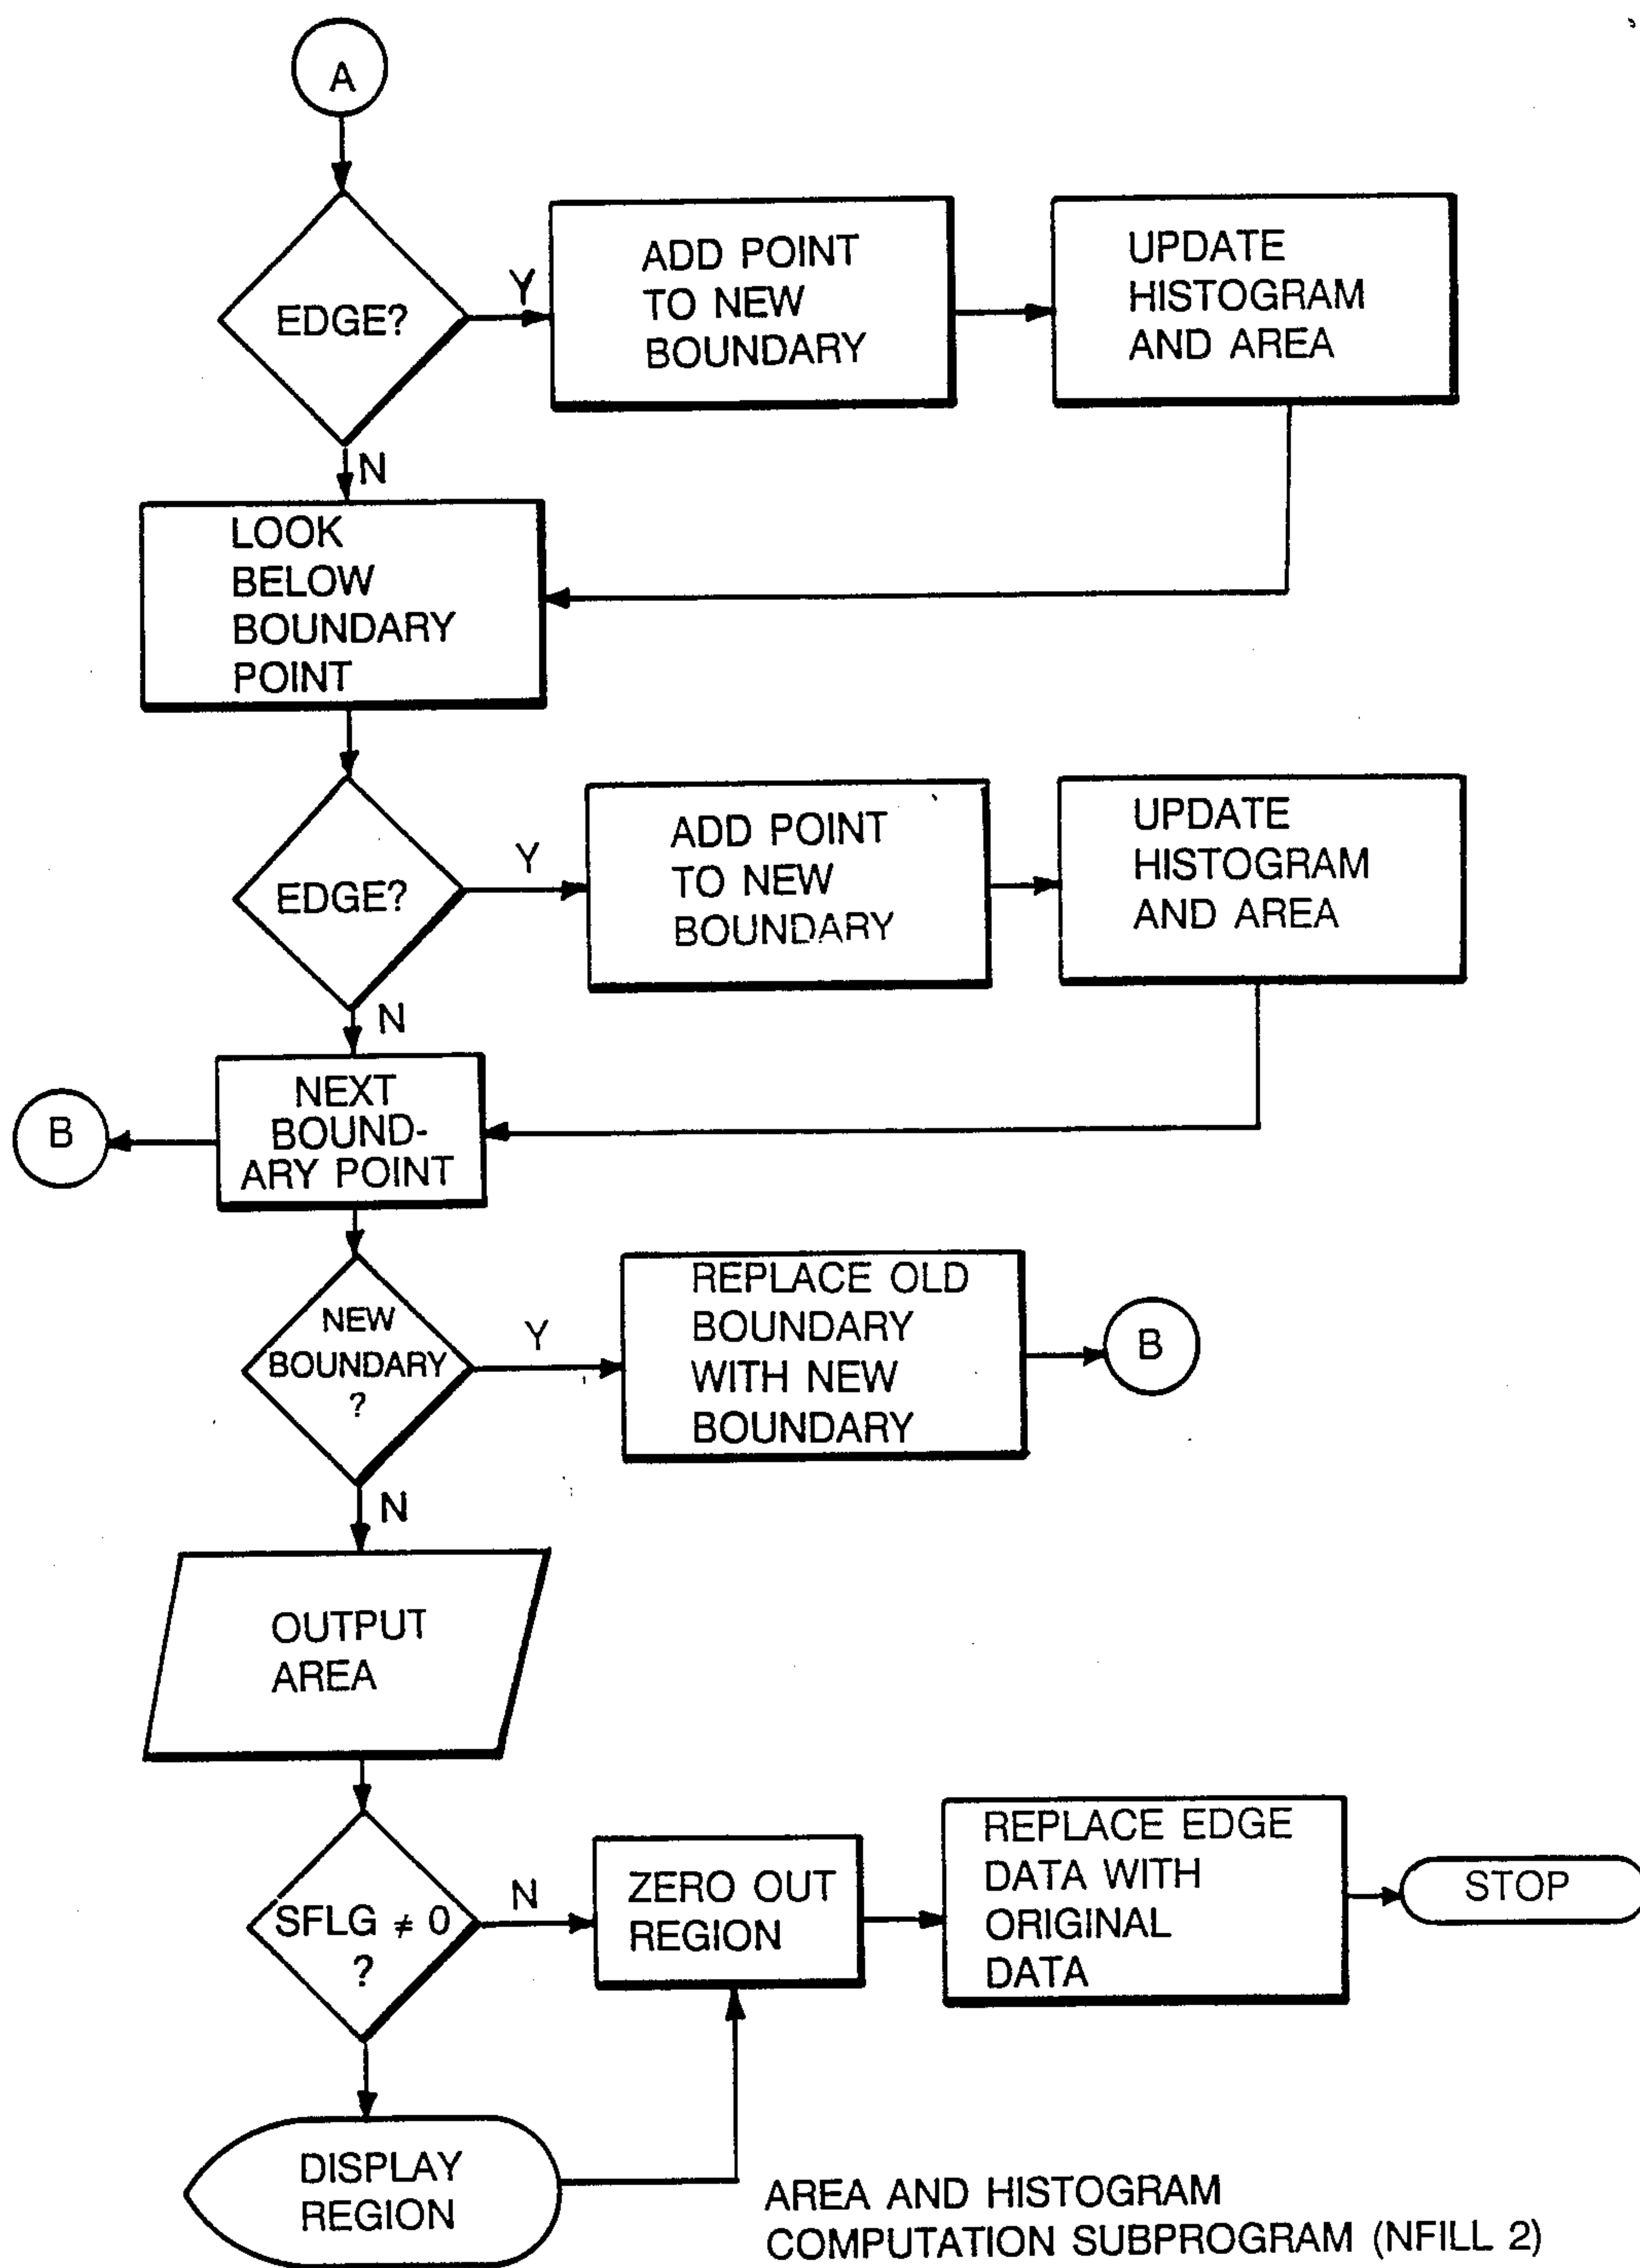 A
EDGE?
Y
ADD POINT
TO NEW
BOUNDARY
UPDATE
HISTOGRAM
AND AREA
N
LOOK
BELOW
BOUNDARY
POINT
EDGE?
Y
ADD POINT
TO NEW
BOUNDARY
UPDATE
HISTOGRAM
AND AREA
N
B
NEXT
BOUND-
ARY POINT
NEW
BOUNDARY
?
Y
REPLACE OLD
BOUNDARY
WITH NEW
BOUNDARY
B
N
OUTPUT
AREA
SFLG ≠ 0
?
N
ZERO OUT
REGION
REPLACE EDGE
DATA WITH
ORIGINAL
DATA
STOP
DISPLAY
REGION
AREA AND HISTOGRAM
COMPUTATION SUBPROGRAM (NFILL 2)